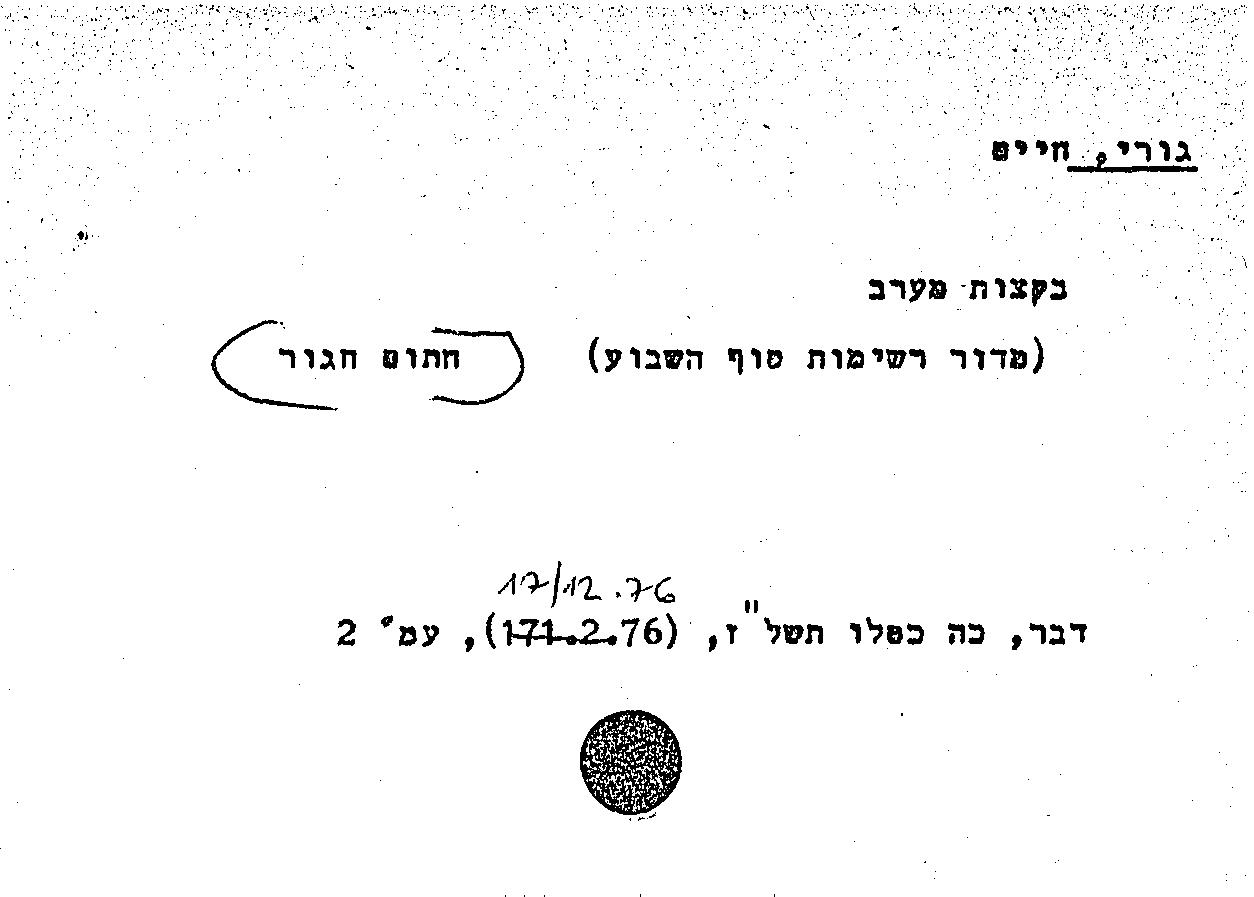 גורי, חיים
בקצות מערב
(מדור רשימות סוף השבוע) חתום חגור
17/12.76
דבר, כה כסלו תשל"ז, (171.2.76), עמ' 2